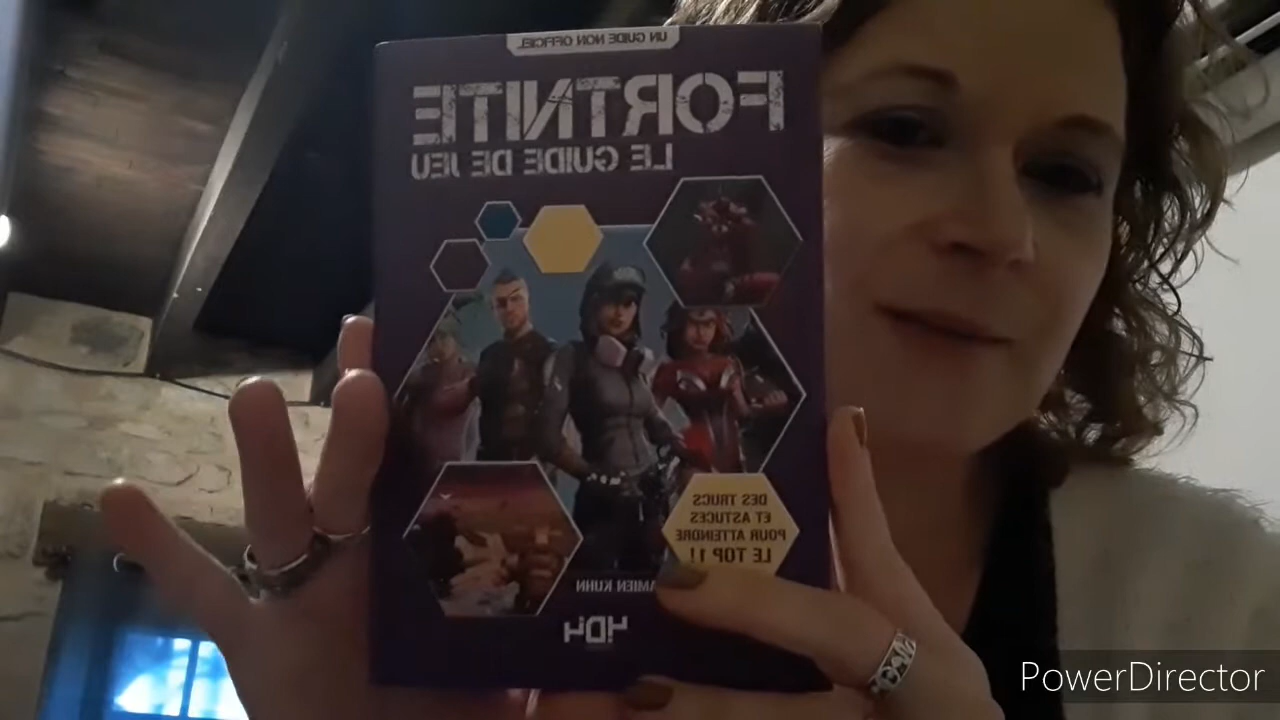 UN GUIDE NON OFFICIEL
FORTNITE
LE GUIDE DE JEU
DES TRUCS
ET ASTUCES
POUR ATTEINDRE
LE TOP 1 !
AMIEN KUHN
404
PowerDirector